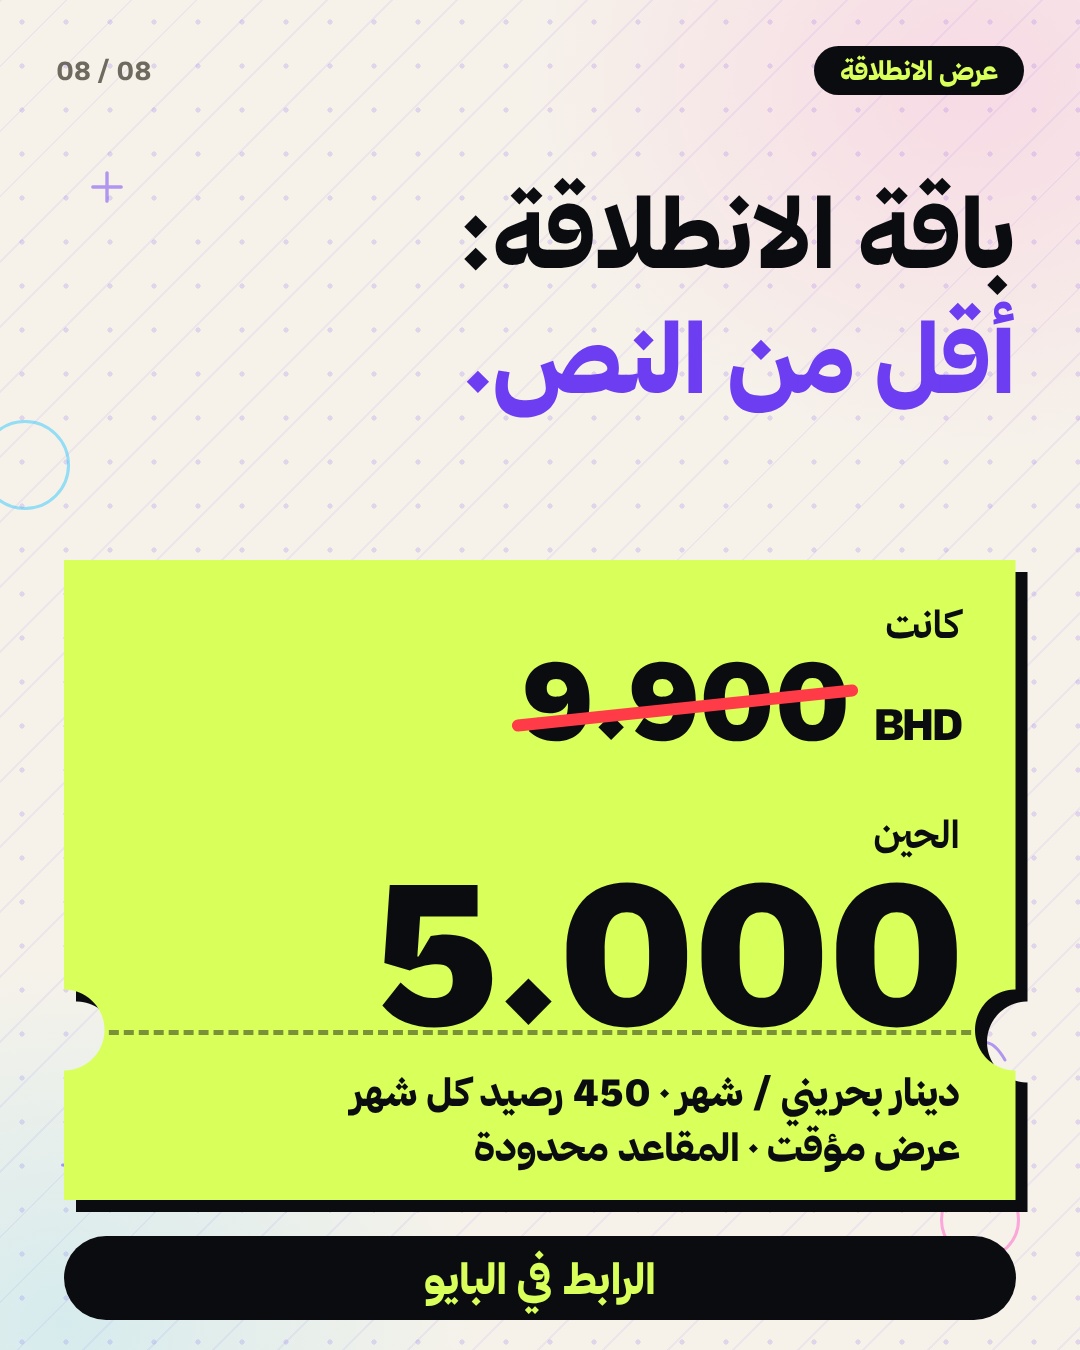 عرض الانطلاقة
08 / 08
باقة الانطلاقة:
أقل من النص.
كانت
BHD 9.900
الحين
5.000
دينار بحريني / شهر · 450 رصيد كل شهر
عرض مؤقت · المقاعد محدودة
الرابط في البايو